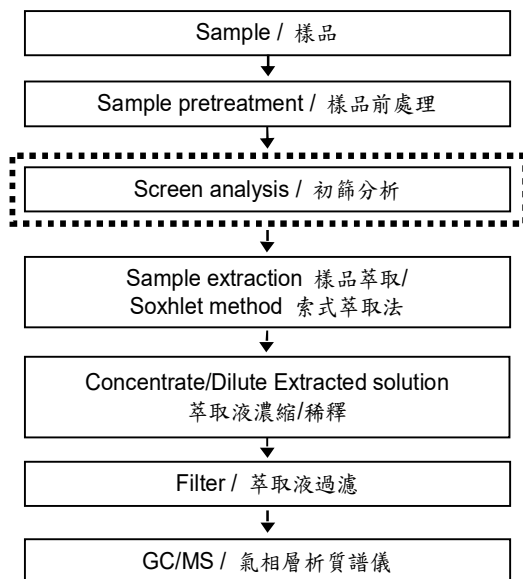 Sample / 樣品
Sample pretreatment / 樣品前處理
Screen analysis / 初篩分析
Sample extraction 樣品萃取/
Soxhlet method 索式萃取法
Concentrate/Dilute Extracted solution
萃取液濃縮/稀釋
Filter / 萃取液過濾
GC/MS / 氣相層析質譜儀